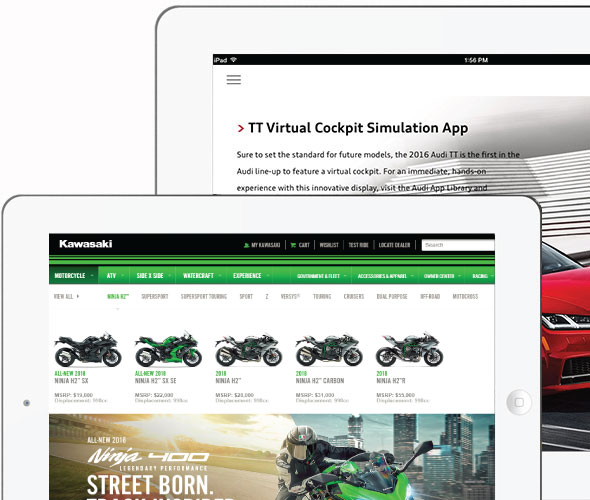 iPad 1:56 PM
> TT Virtual Cockpit Simulation App
Sure to set the standard for future models, the 2016 Audi TT is the first in the
Audi line-up to feature a virtual cockpit. For an immediate, hands-on
experience with this innovative display, visit the Audi App Library and
Kawasaki MY KAWASAKI CART WISHLIST TEST RIDE LOCATE DEALER Search
MOTORCYCLE ATV SIDE X SIDE WATERCRAFT EXPERIENCE GOVERNMENT & FLEET ACCESSORIES & APPAREL OWNER CENTER RACING
VIEW ALL NINJA H2™ SUPERSPORT SUPERSPORT TOURING SPORT Z VERSYS® TOURING CRUISERS DUAL PURPOSE OFF-ROAD MOTOCROSS
ALL-NEW 2018 ALL-NEW 2018 2018 2018 2018
NINJA H2™ SX NINJA H2™ SX SE NINJA H2™ NINJA H2™ CARBON NINJA H2™R
MSRP: $19,000 MSRP: $22,000 MSRP: $28,000 MSRP: $31,000 MSRP: $55,000
Displacement: 998cc Displacement: 998cc Displacement: 998cc Displacement: 998cc Displacement: 998cc
ALL-NEW 2018
Ninja 400
LEGENDARY PERFORMANCE
STREET BORN.
TRACK INSPIRED